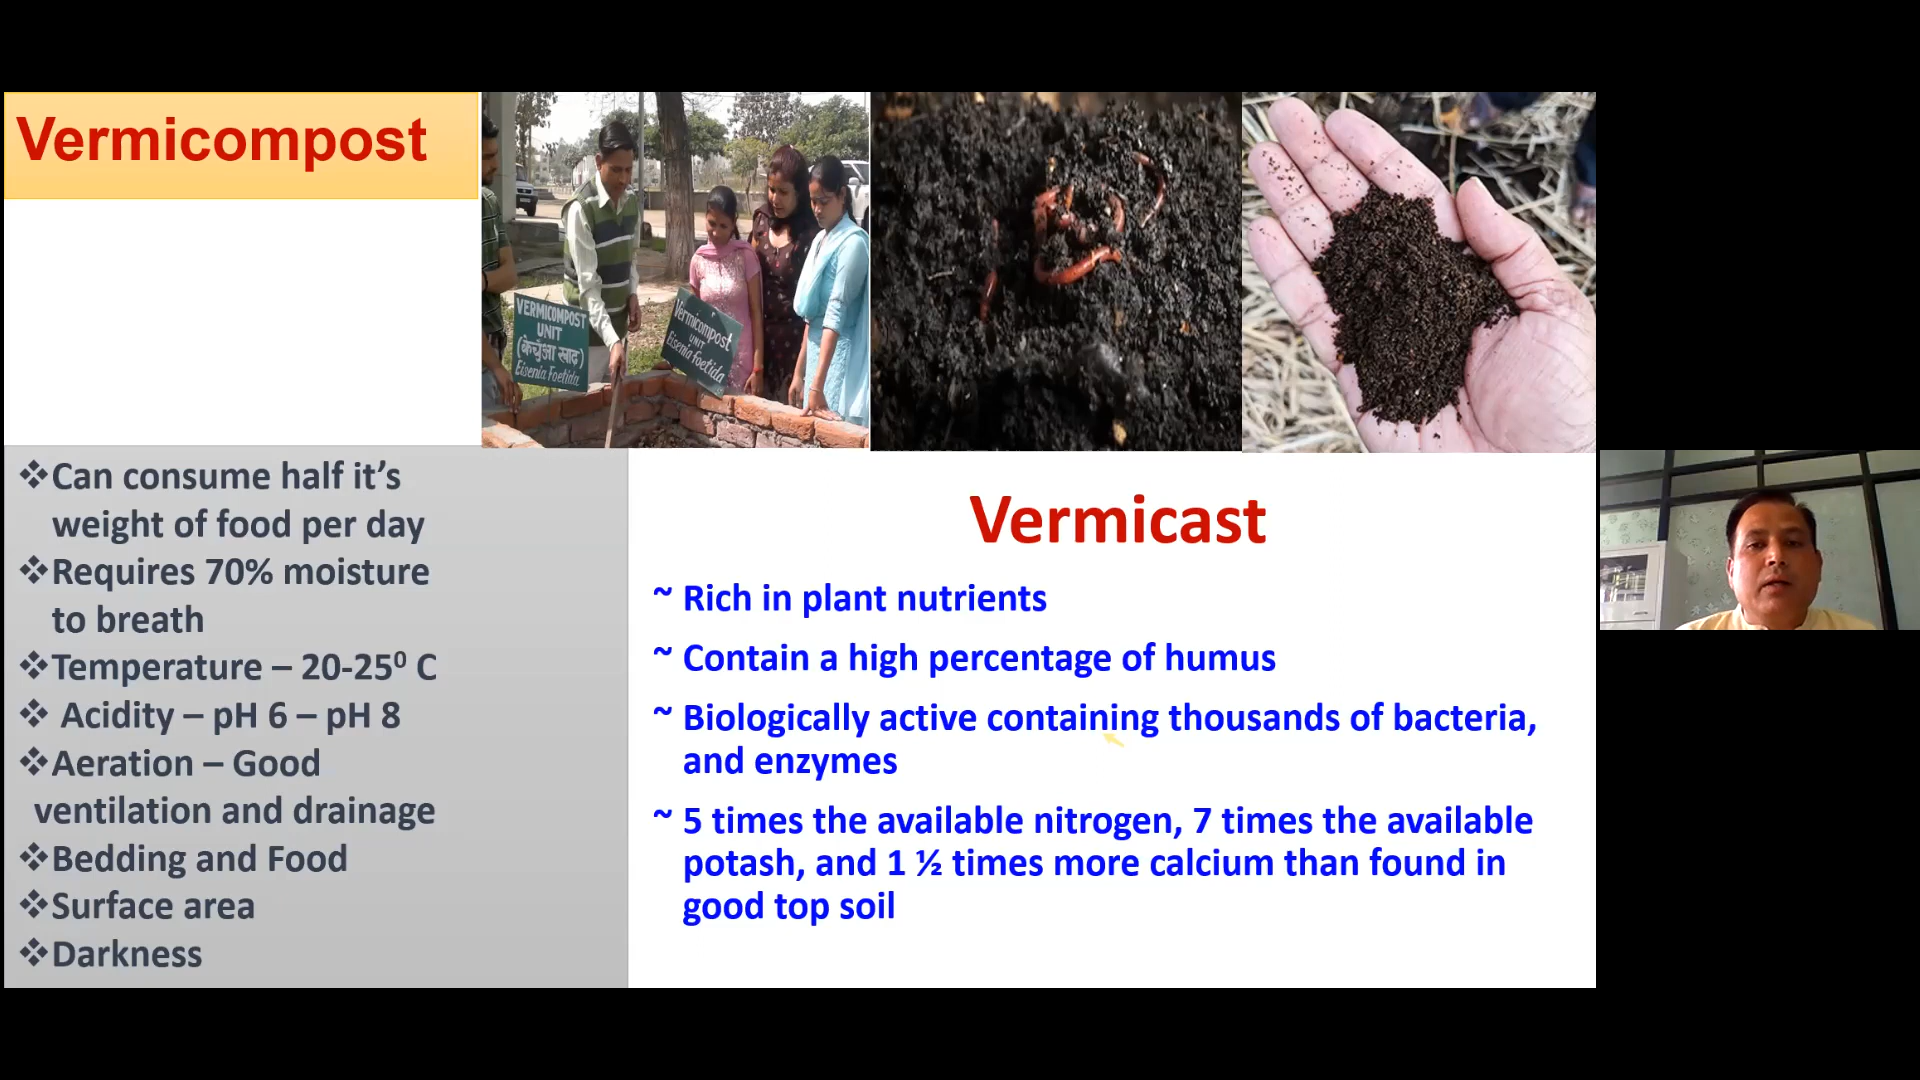 Vermicompost
VERMICOMPOST
UNIT
(केंचुआ खाद)
Eisenia Foetida
Vermicompost
UNIT
Eisenia foetida
❖Can consume half it’s
weight of food per day
❖Requires 70% moisture
to breath
❖Temperature – 20-25⁰ C
❖ Acidity – pH 6 – pH 8
❖Aeration – Good
ventilation and drainage
❖Bedding and Food
❖Surface area
❖Darkness
Vermicast
~ Rich in plant nutrients
~ Contain a high percentage of humus
~ Biologically active containing thousands of bacteria,
and enzymes
~ 5 times the available nitrogen, 7 times the available
potash, and 1 ½ times more calcium than found in
good top soil